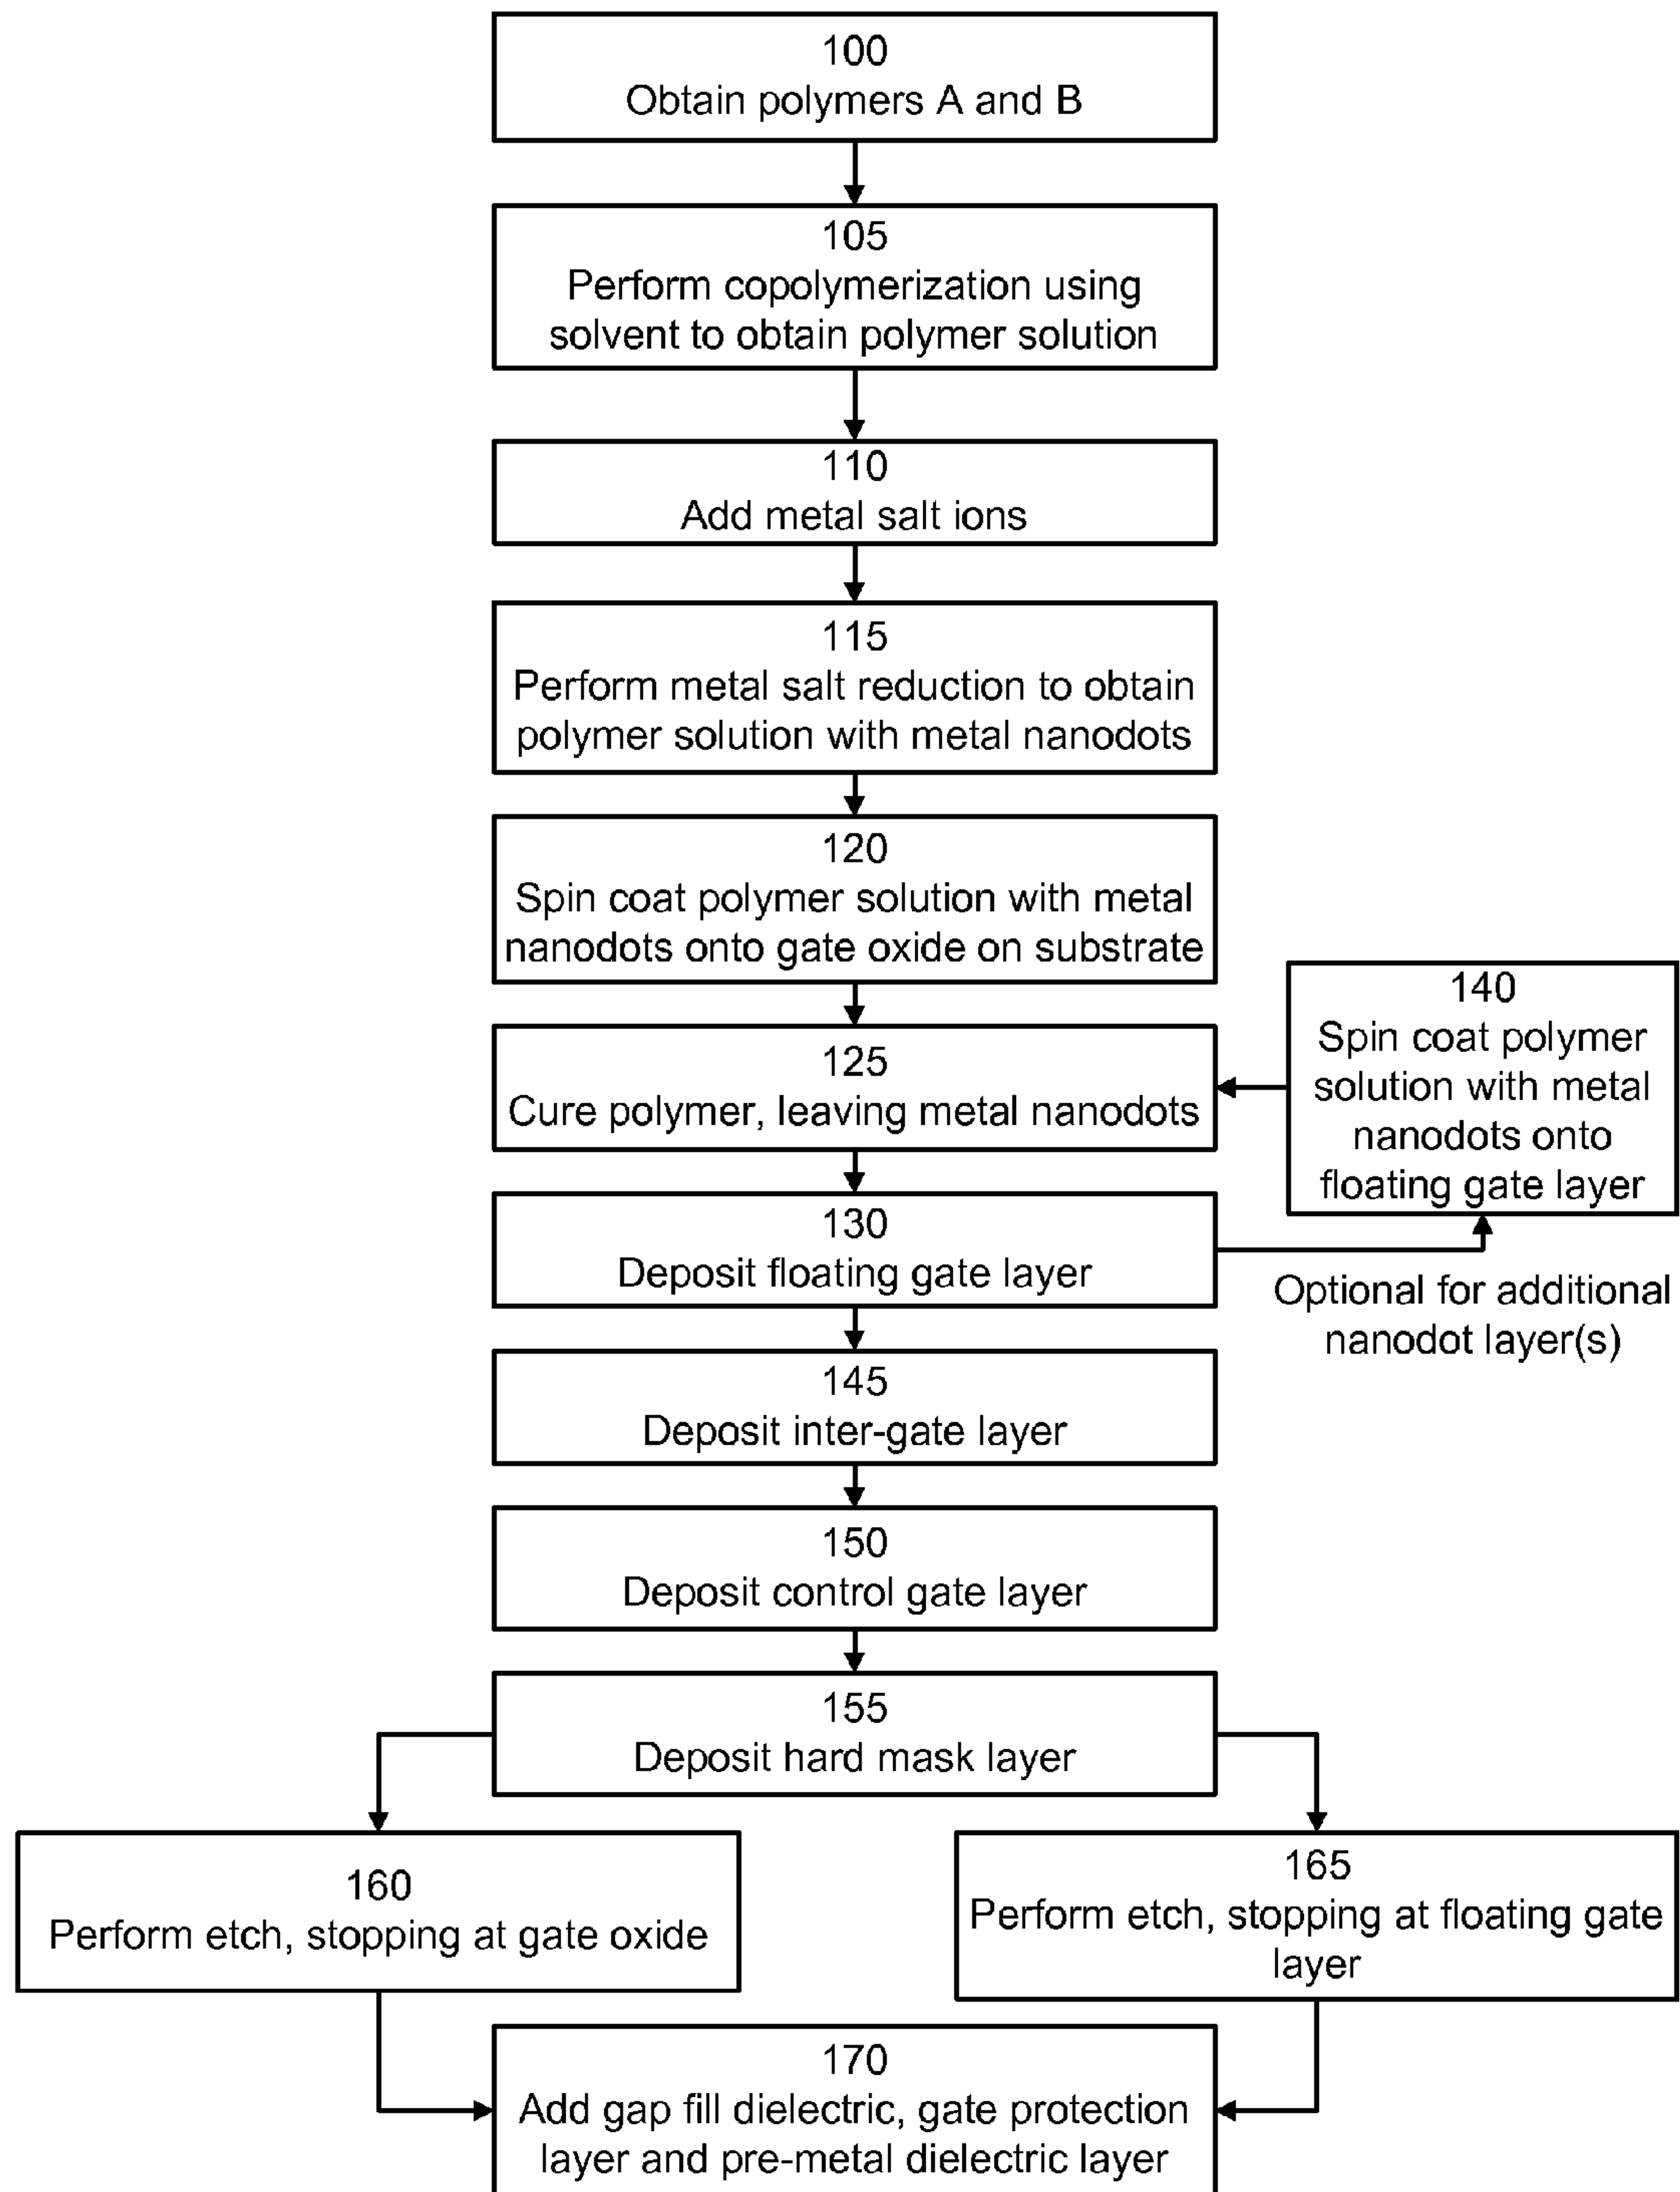 100
Obtain polymers A and B
105
Perform copolymerization using
solvent to obtain polymer solution
110
Add metal salt ions
115
Perform metal salt reduction to obtain
polymer solution with metal nanodots
120
Spin coat polymer solution with metal
nanodots onto gate oxide on substrate
125
Cure polymer, leaving metal nanodots
140
Spin coat polymer
solution with metal
nanodots onto
floating gate layer
130
Deposit floating gate layer
Optional for additional
nanodot layer(s)
145
Deposit inter-gate layer
150
Deposit control gate layer
155
Deposit hard mask layer
160
Perform etch, stopping at gate oxide
165
Perform etch, stopping at floating gate
layer
170
Add gap fill dielectric, gate protection
layer and pre-metal dielectric layer